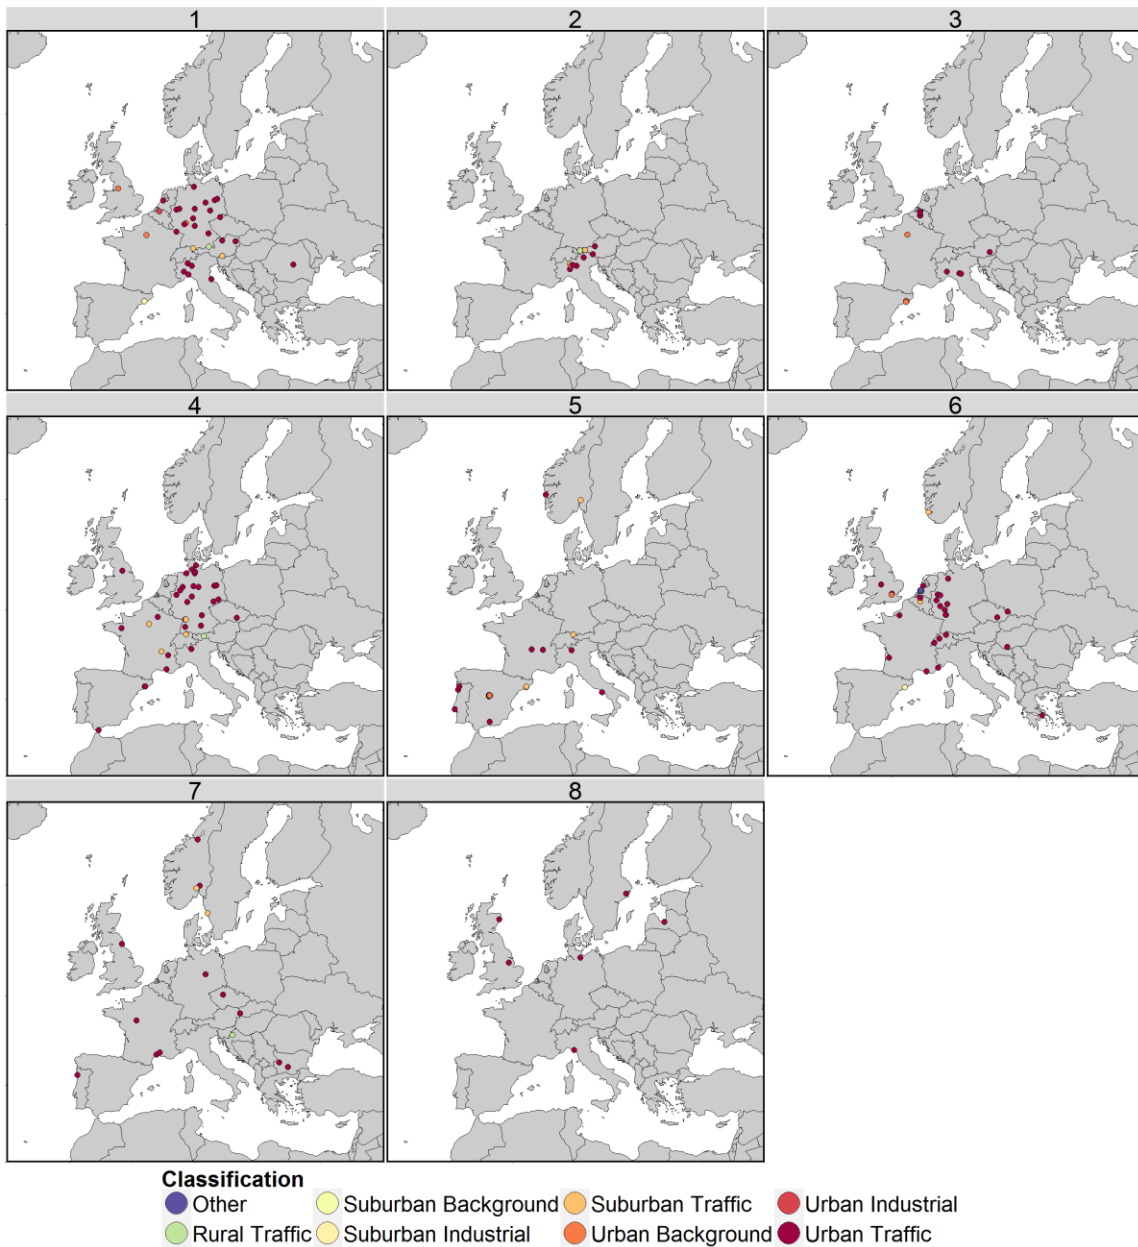 1 2 3
4 5 6
7 8
Classification
Other Suburban Background Suburban Traffic Urban Industrial
Rural Traffic Suburban Industrial Urban Background Urban Traffic